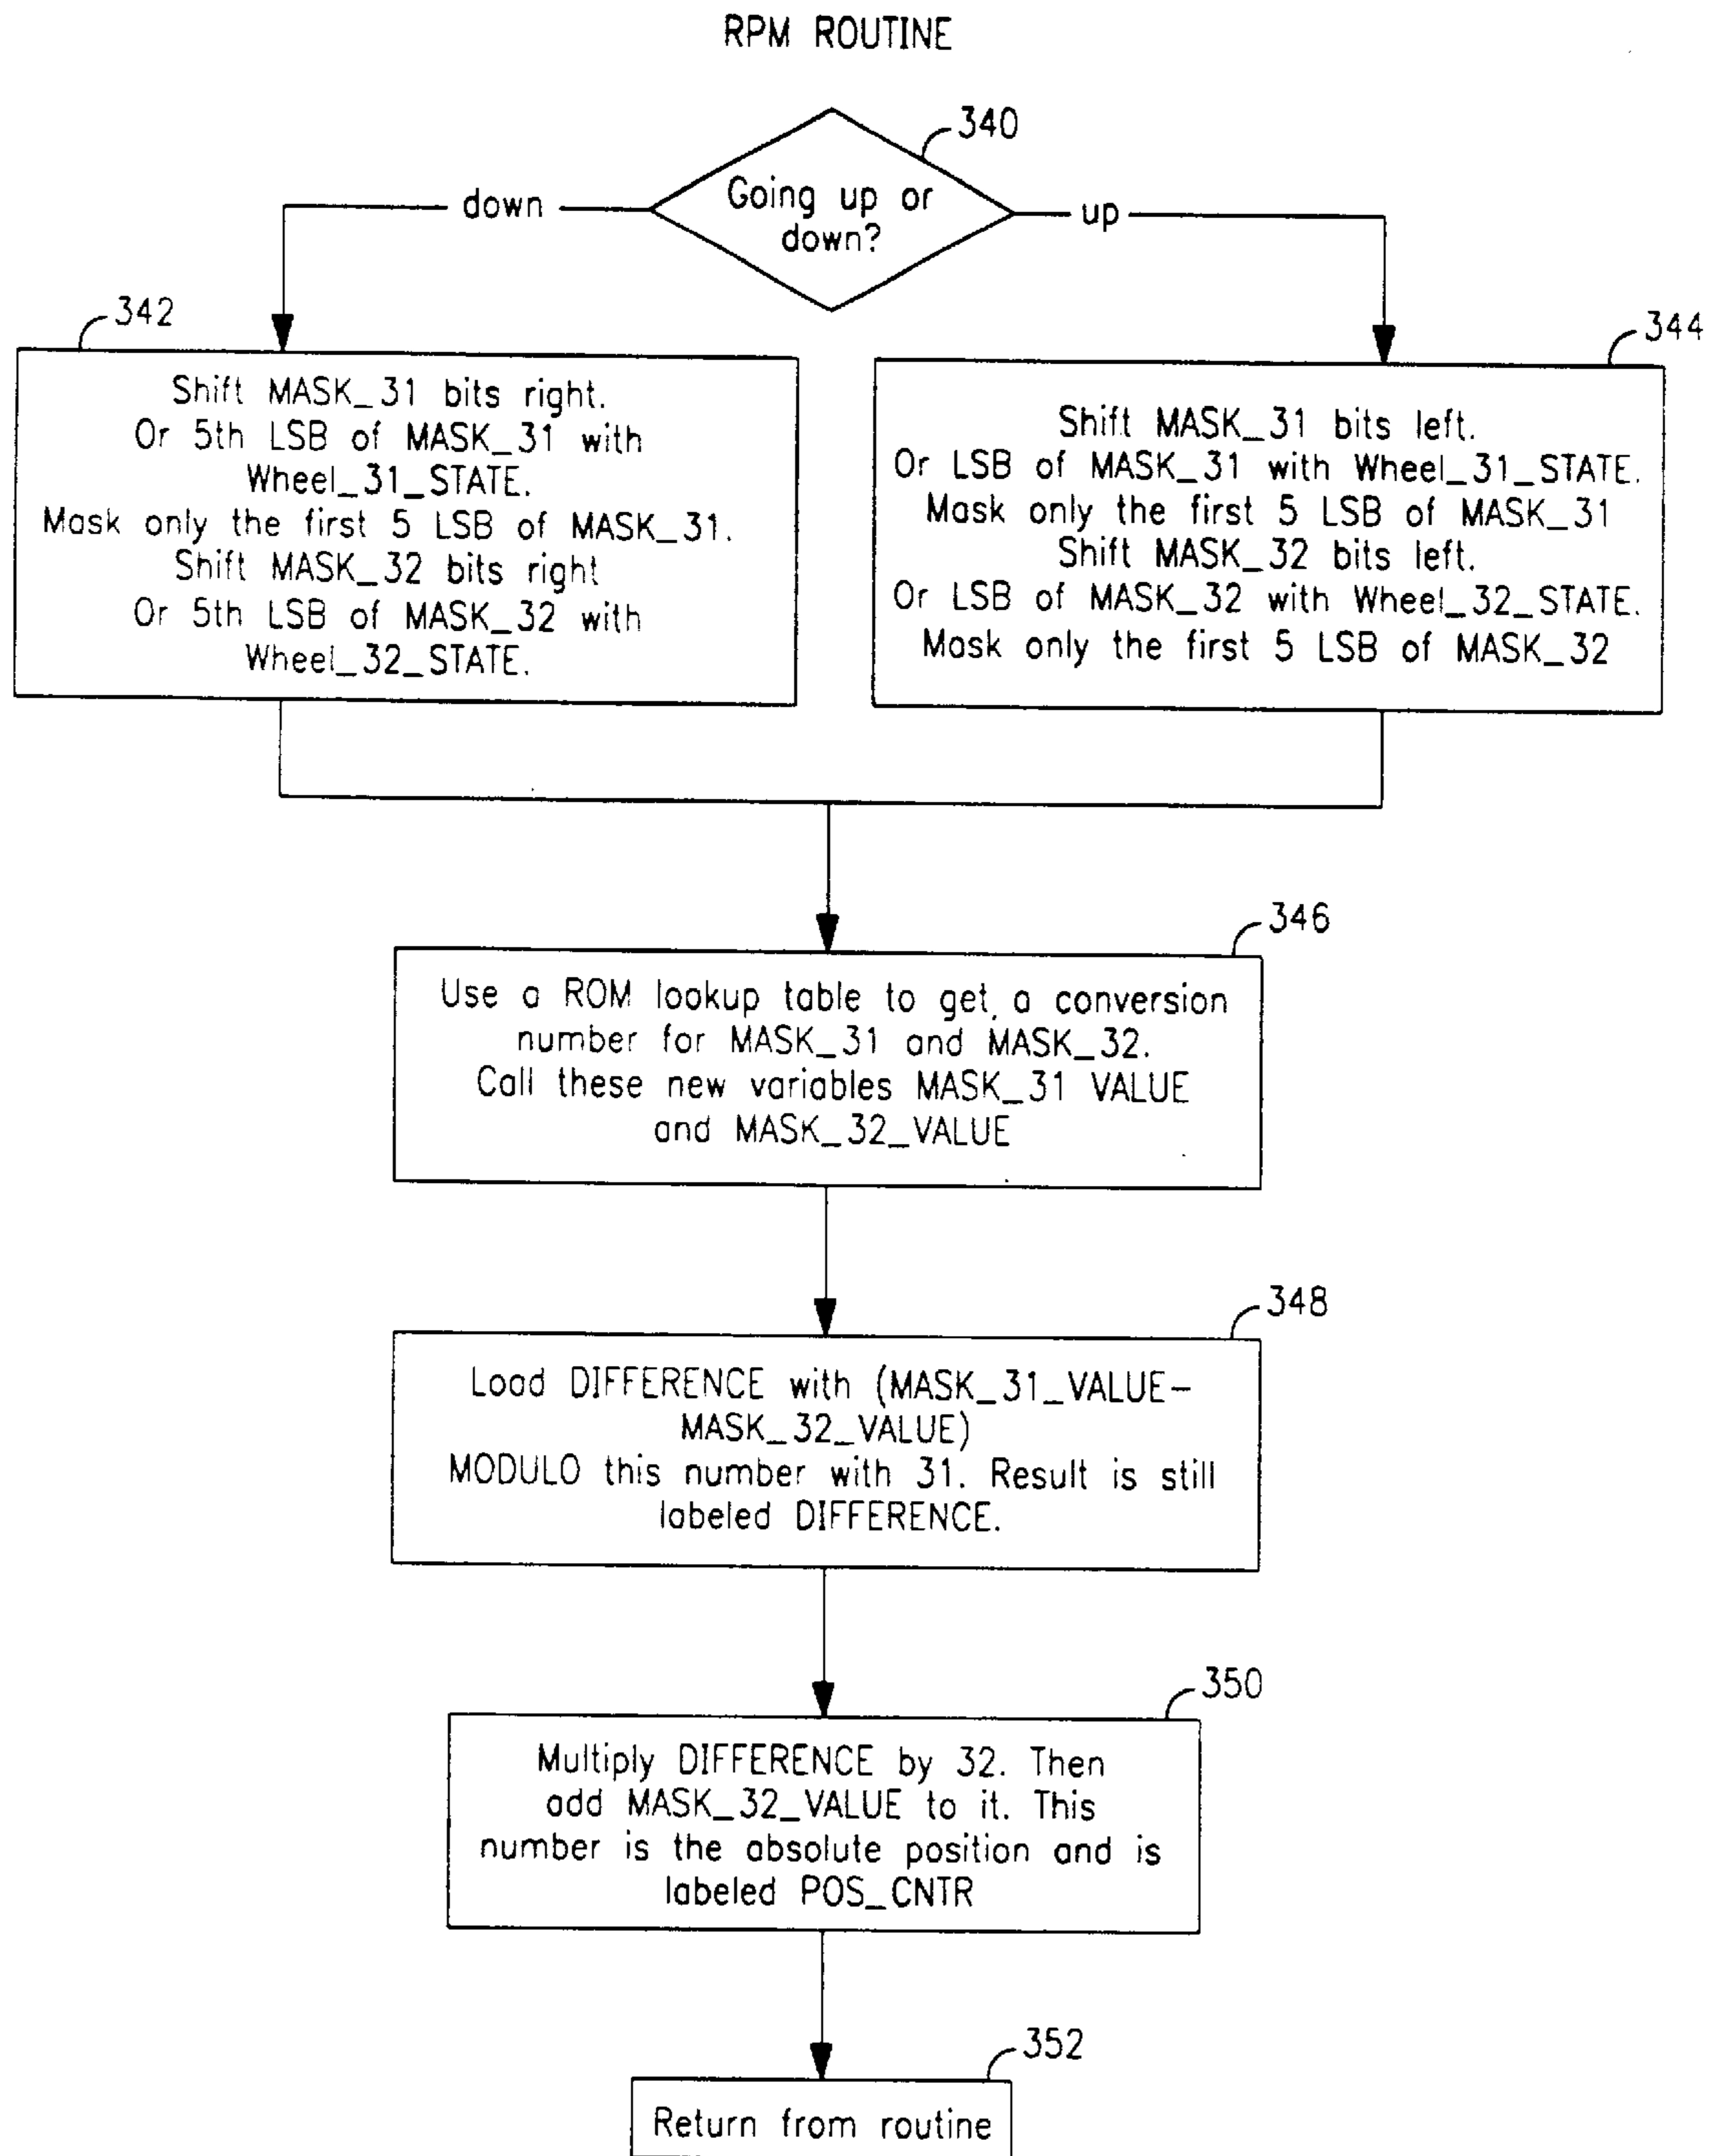 RPM ROUTINE
340
Going up or
down?
down
up
342
Shift MASK_31 bits right.
Or 5th LSB of MASK_31 with
Wheel_31_STATE.
Mask only the first 5 LSB of MASK_31.
Shift MASK_32 bits right
Or 5th LSB of MASK_32 with
Wheel_32_STATE.
344
Shift MASK_31 bits left.
Or LSB of MASK_31 with Wheel_31_STATE.
Mask only the first 5 LSB of MASK_31
Shift MASK_32 bits left.
Or LSB of MASK_32 with Wheel_32_STATE.
Mask only the first 5 LSB of MASK_32
346
Use a ROM lookup table to get a conversion
number for MASK_31 and MASK_32.
Call these new variables MASK_31 VALUE
and MASK_32_VALUE
348
Load DIFFERENCE with (MASK_31_VALUE-
MASK_32_VALUE)
MODULO this number with 31. Result is still
labeled DIFFERENCE.
350
Multiply DIFFERENCE by 32. Then
add MASK_32_VALUE to it. This
number is the absolute position and is
labeled POS_CNTR
352
Return from routine